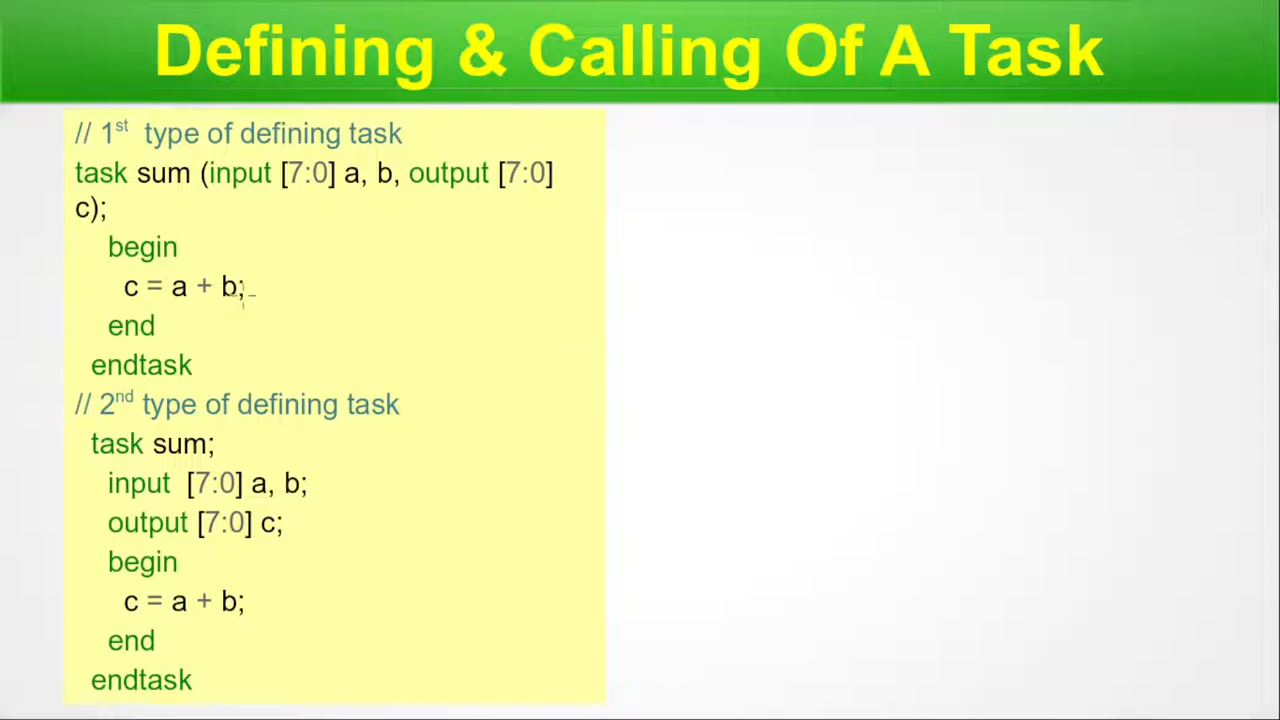 Defining & Calling Of A Task
// 1st type of defining task
task sum (input [7:0] a, b, output [7:0]
c);
begin
c = a + b;
end
endtask
// 2nd type of defining task
task sum;
input [7:0] a, b;
output [7:0] c;
begin
c = a + b;
end
endtask